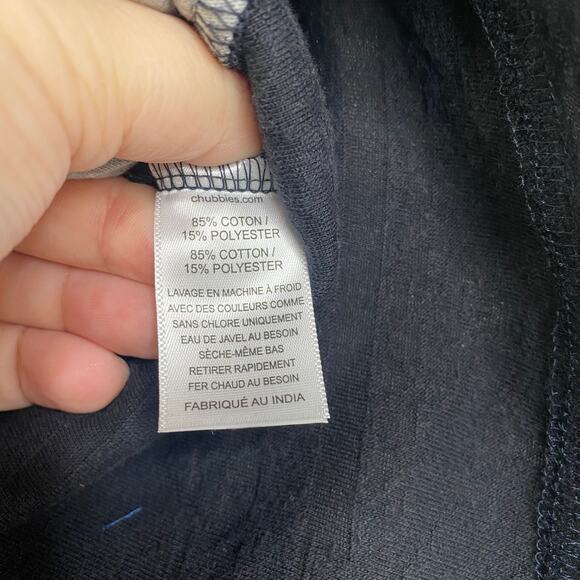 chubbies.com
85% COTON /
15% POLYESTER
85% COTTON /
15% POLYESTER
LAVAGE EN MACHINE À FROID
AVEC DES COULEURS COMME
SANS CHLORE UNIQUEMENT
EAU DE JAVEL AU BESOIN
SÈCHE-MÊME BAS
RETIRER RAPIDEMENT
FER CHAUD AU BESOIN
FABRIQUÉ AU INDIA